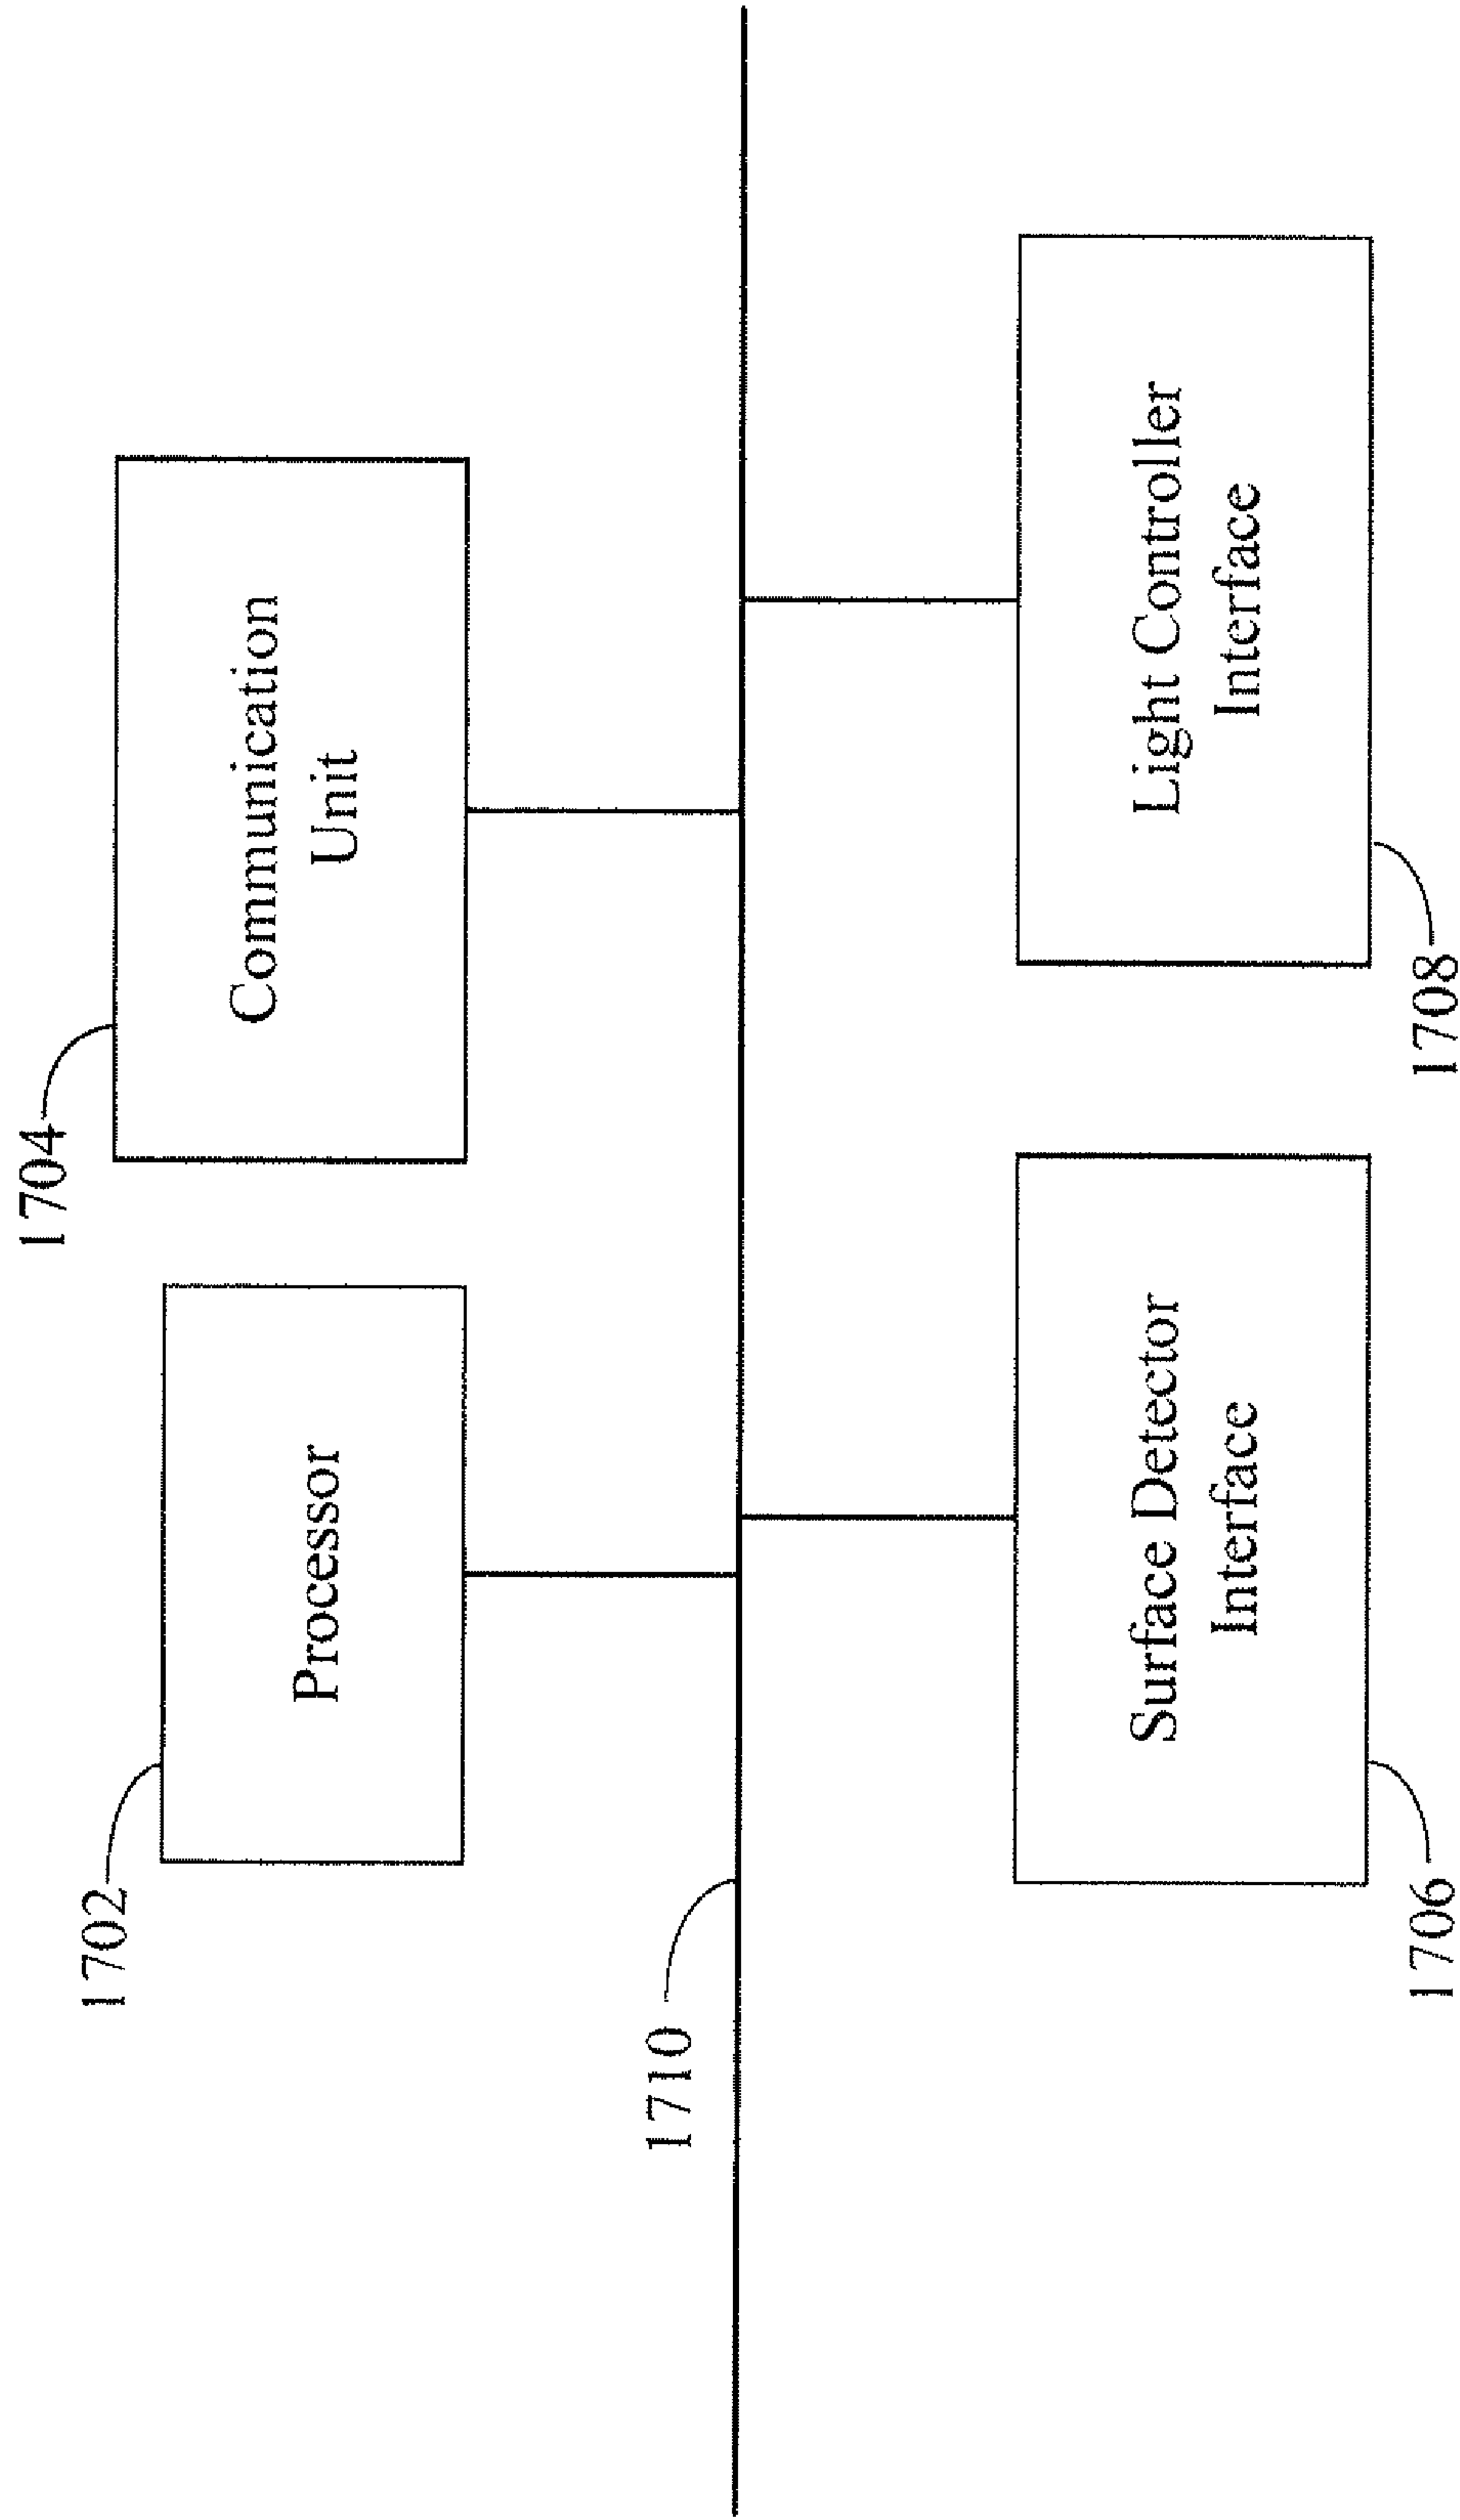 1702
Processor
1704
Communication
Unit
1710
1706
Surface Detector
Interface
1708
Light Controller
Interface